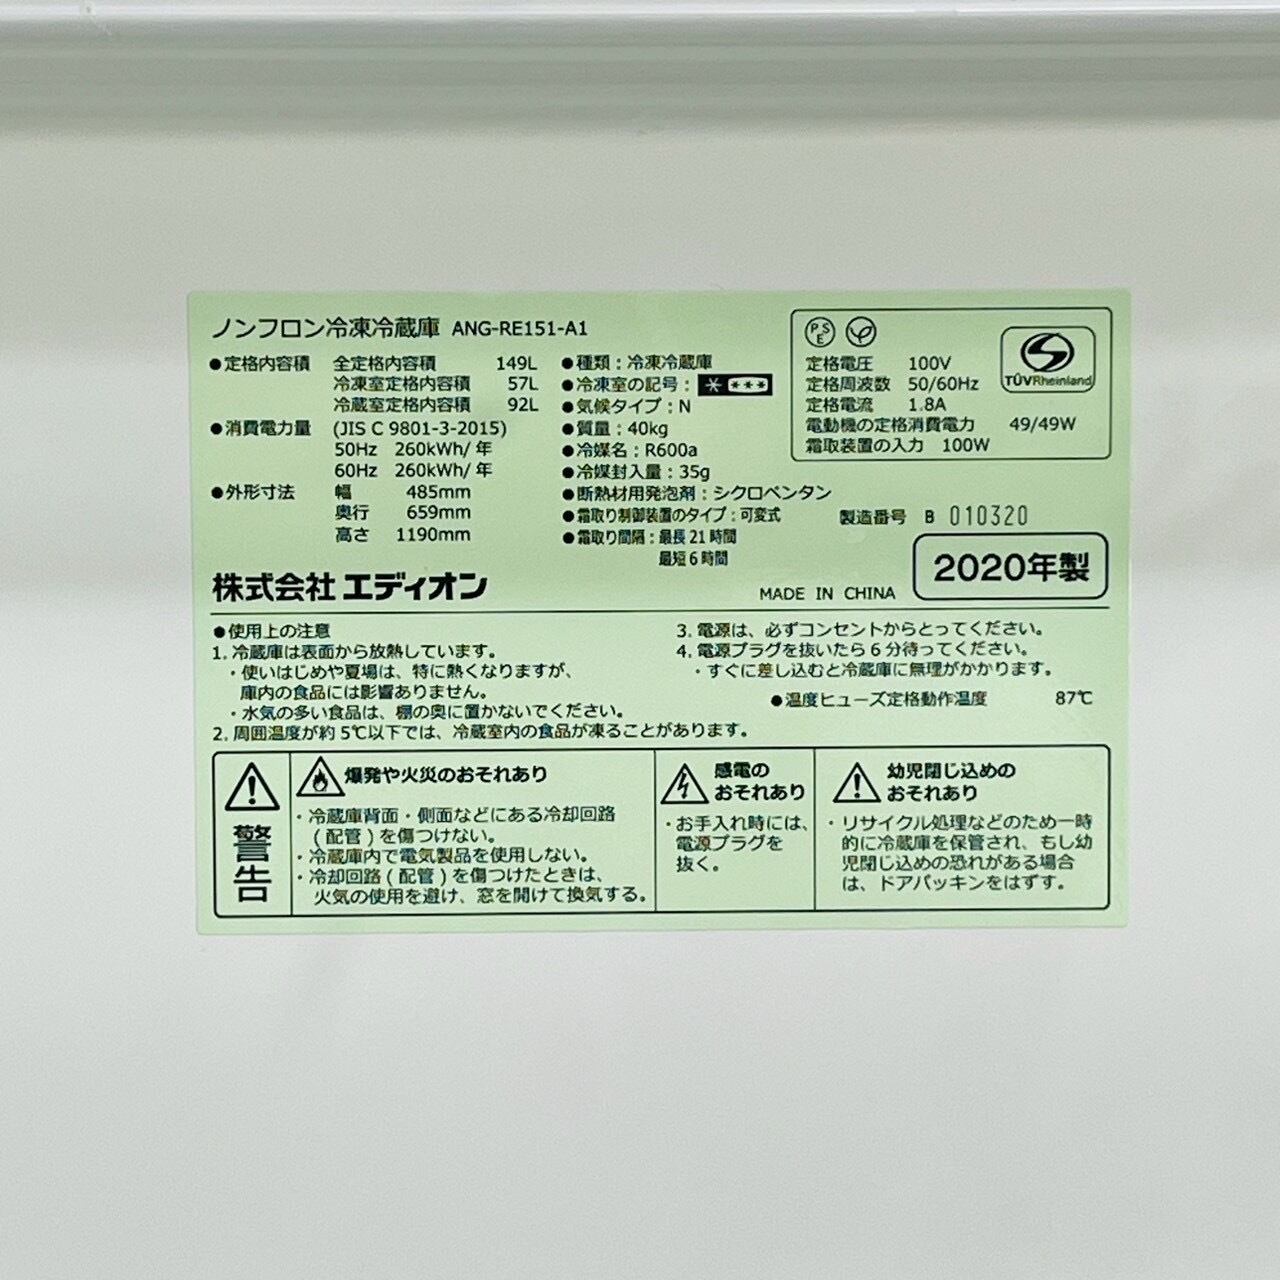 ノンフロン冷凍冷蔵庫 ANG-RE151-A1
●定格内容積 全定格内容積 149L
冷凍室定格内容積 57L
冷蔵室定格内容積 92L
●消費電力量 (JIS C 9801-3-2015)
50Hz 260kWh/年
60Hz 260kWh/年
●外形寸法 幅 485mm
奥行 659mm
高さ 1190mm
●種類：冷凍冷蔵庫
●冷凍室の記号：
●気候タイプ：N
●質量：40kg
●冷媒名：R600a
●冷媒封入量：35g
●断熱材用発泡剤：シクロペンタン
●霜取り制御装置のタイプ：可変式
●霜取り間隔：最長21時間
最短6時間
PSE
定格電圧 100V
定格周波数 50/60Hz
定格電流 1.8A
電動機の定格消費電力 49/49W
霜取装置の入力 100W
TÜVRheinland
製造番号 B 010320
株式会社 エディオン
MADE IN CHINA
2020年製
●使用上の注意
1. 冷蔵庫は表面から放熱しています。
・使いはじめや夏場は、特に熱くなりますが、
庫内の食品には影響ありません。
・水気の多い食品は、棚の奥に置かないでください。
2. 周囲温度が約5℃以下では、冷蔵室内の食品が凍ることがあります。
3. 電源は、必ずコンセントからとってください。
4. 電源プラグを抜いたら6分待ってください。
・すぐに差し込むと冷蔵庫に無理がかかります。
●温度ヒューズ定格動作温度 87℃
警告
爆発や火災のおそれあり
・冷蔵庫背面・側面などにある冷却回路
(配管)を傷つけない。
・冷蔵庫内で電気製品を使用しない。
・冷却回路(配管)を傷つけたときは、
火気の使用を避け、窓を開けて換気する。
感電の
おそれあり
・お手入れ時には、
電源プラグを
抜く。
幼児閉じ込めの
おそれあり
・リサイクル処理などのため一時
的に冷蔵庫を保管され、もし幼
児閉じ込めの恐れがある場合
は、ドアパッキンをはずす。